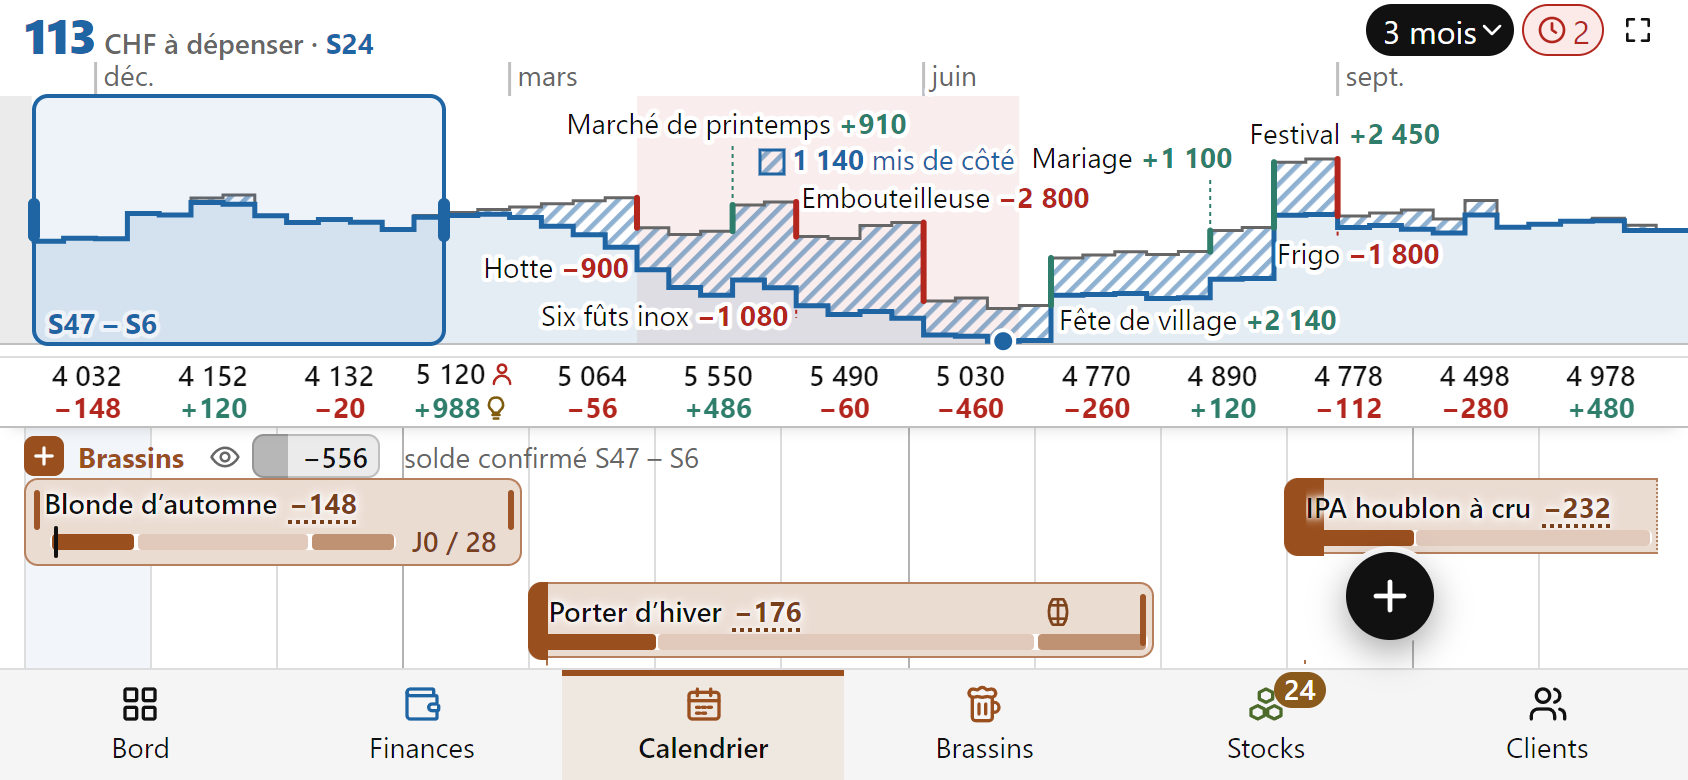 113 CHF à dépenser · S24
3 mois
2
déc.
mars
juin
sept.
Marché de printemps +910
1 140 mis de côté
Mariage +1 100
Festival +2 450
Embouteilleuse −2 800
Hotte −900
Frigo −1 800
Six fûts inox −1 080
Fête de village +2 140
S47 – S6
4 032
4 152
4 132
5 120
5 064
5 550
5 490
5 030
4 770
4 890
4 778
4 498
4 978
−148
+120
−20
+988
−56
+486
−60
−460
−260
+120
−112
−280
+480
Brassins
−556
solde confirmé S47 – S6
Blonde d’automne −148
J0 / 28
IPA houblon à cru −232
Porter d’hiver −176
Bord
Finances
Calendrier
Brassins
24
Stocks
Clients